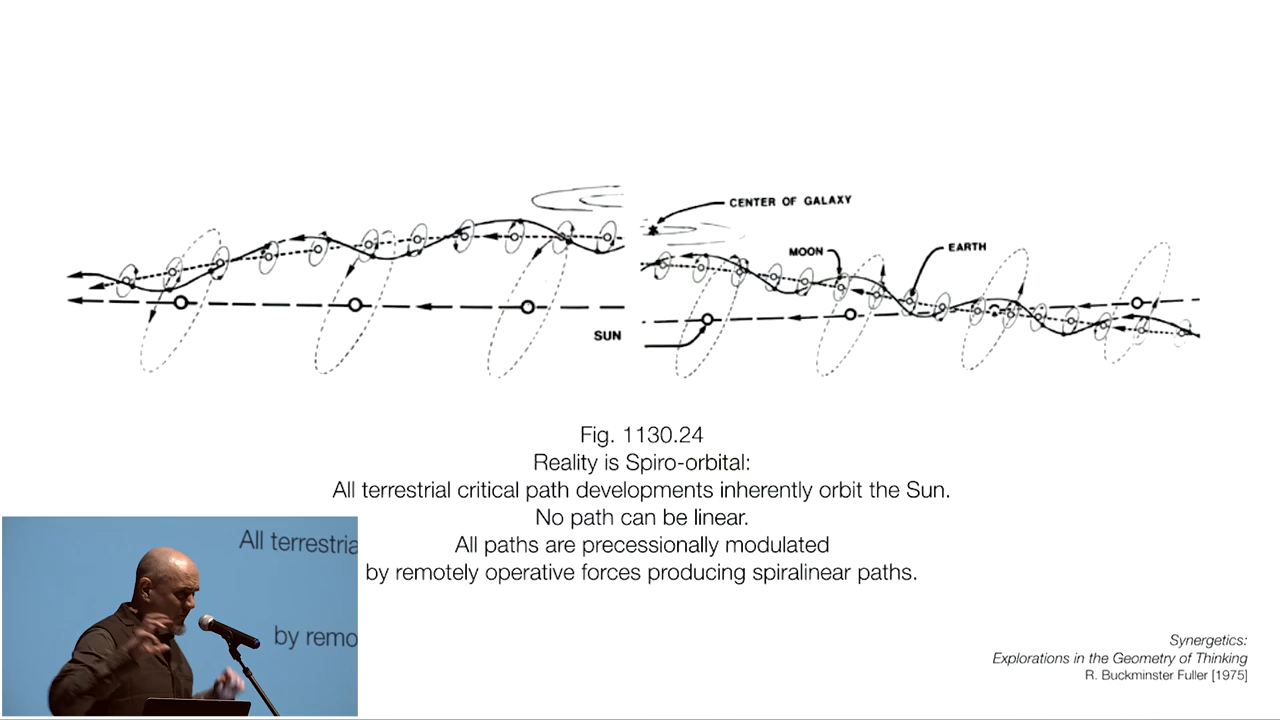 CENTER OF GALAXY
MOON
EARTH
SUN
Fig. 1130.24
Reality is Spiro-orbital:
All terrestrial critical path developments inherently orbit the Sun.
No path can be linear.
All paths are precessionally modulated
by remotely operative forces producing spiralinear paths.
All terrestria
by remo
Synergetics:
Explorations in the Geometry of Thinking
R. Buckminster Fuller [1975]